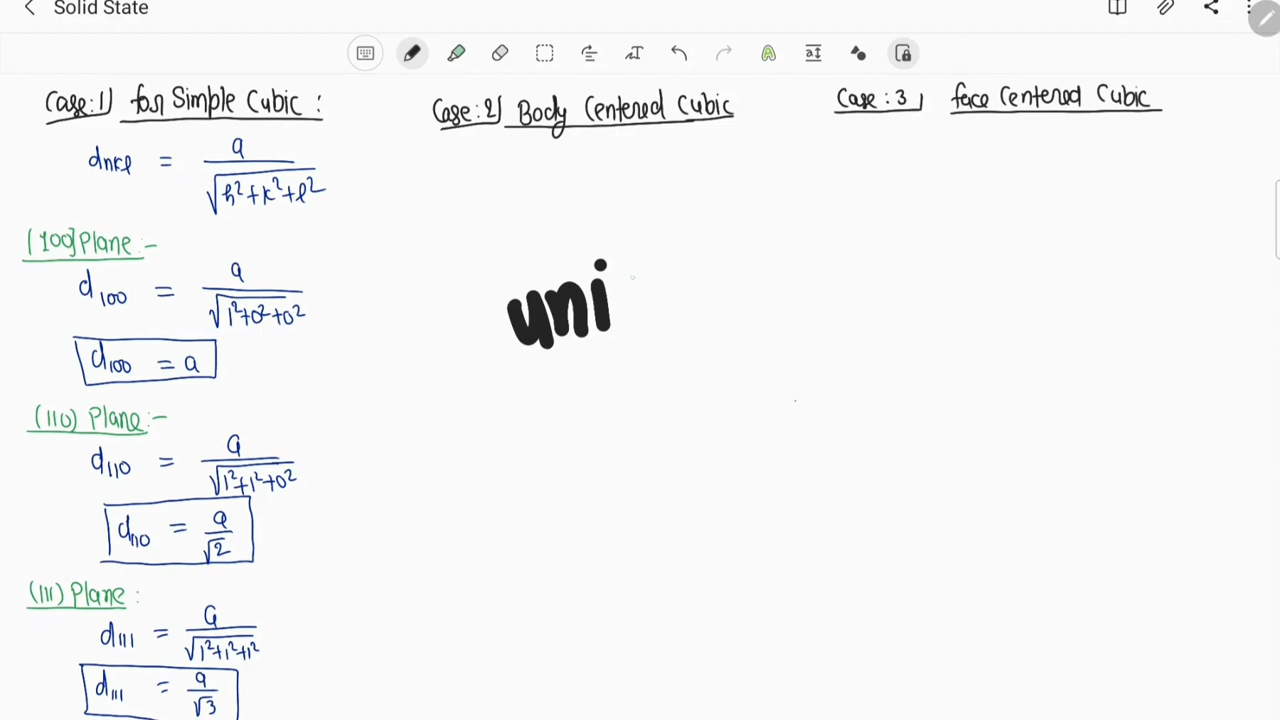 Solid State
Case:1) for Simple Cubic :
dhkl = a / √h²+k²+l²
[100] Plane :-
d100 = a / √1²+0²+0²
d100 = a
(110) Plane :-
d110 = a / √1²+1²+0²
d110 = a / √2
(111) Plane :
d111 = a / √1²+1²+1²
d111 = a / √3
Case:2) Body Centered Cubic
uni
Case:3) face Centered Cubic